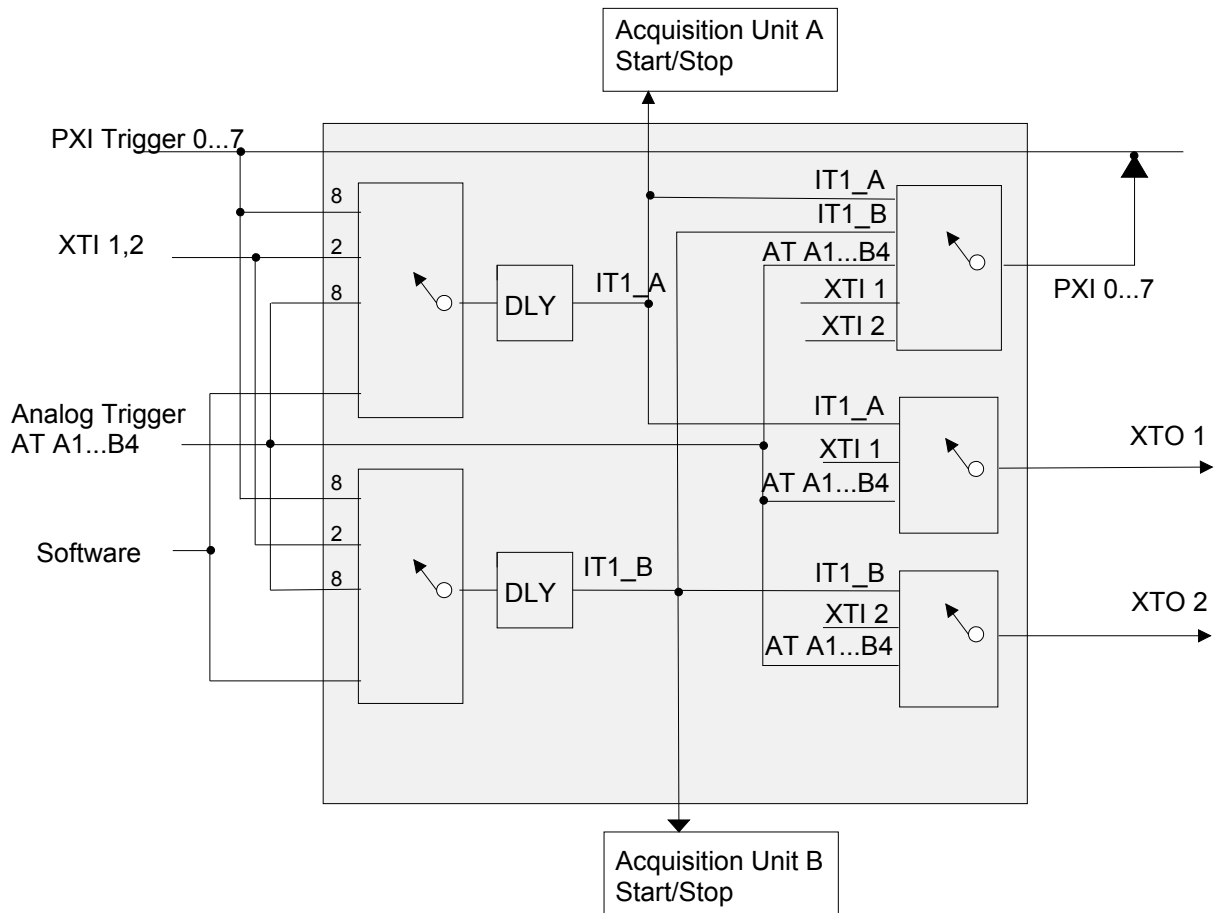 Acquisition Unit A
Start/Stop
PXI Trigger 0...7
8
IT1_A
IT1_B
XTI 1,2
2
AT A1...B4
8
DLY
IT1_A
XTI 1
PXI 0...7
XTI 2
Analog Trigger
AT A1...B4
IT1_A
XTI 1
XTO 1
AT A1...B4
8
Software
2
8
DLY
IT1_B
IT1_B
XTI 2
XTO 2
AT A1...B4
Acquisition Unit B
Start/Stop